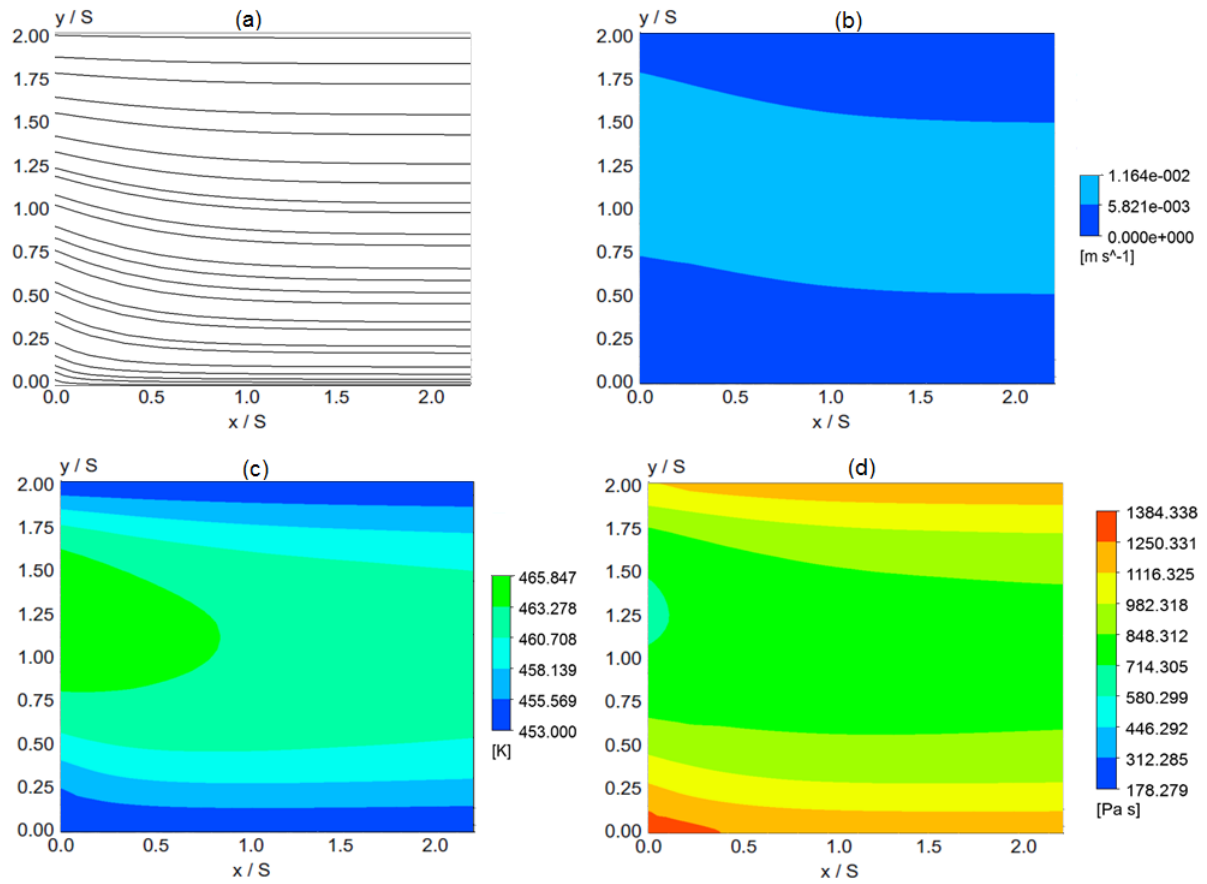 y / S
(a)
2.00
1.75
1.50
1.25
1.00
0.75
0.50
0.25
0.00
0.0 0.5 1.0 1.5 2.0
x / S
y / S
(b)
2.00
1.75
1.50
1.25
1.00
0.75
0.50
0.25
0.00
0.0 0.5 1.0 1.5 2.0
x / S
1.164e-002
5.821e-003
0.000e+000
[m s^-1]
y / S
(c)
2.00
1.75
1.50
1.25
1.00
0.75
0.50
0.25
0.00
0.0 0.5 1.0 1.5 2.0
x / S
465.847
463.278
460.708
458.139
455.569
453.000
[K]
y / S
(d)
2.00
1.75
1.50
1.25
1.00
0.75
0.50
0.25
0.00
0.0 0.5 1.0 1.5 2.0
x / S
1384.338
1250.331
1116.325
982.318
848.312
714.305
580.299
446.292
312.285
178.279
[Pa s]